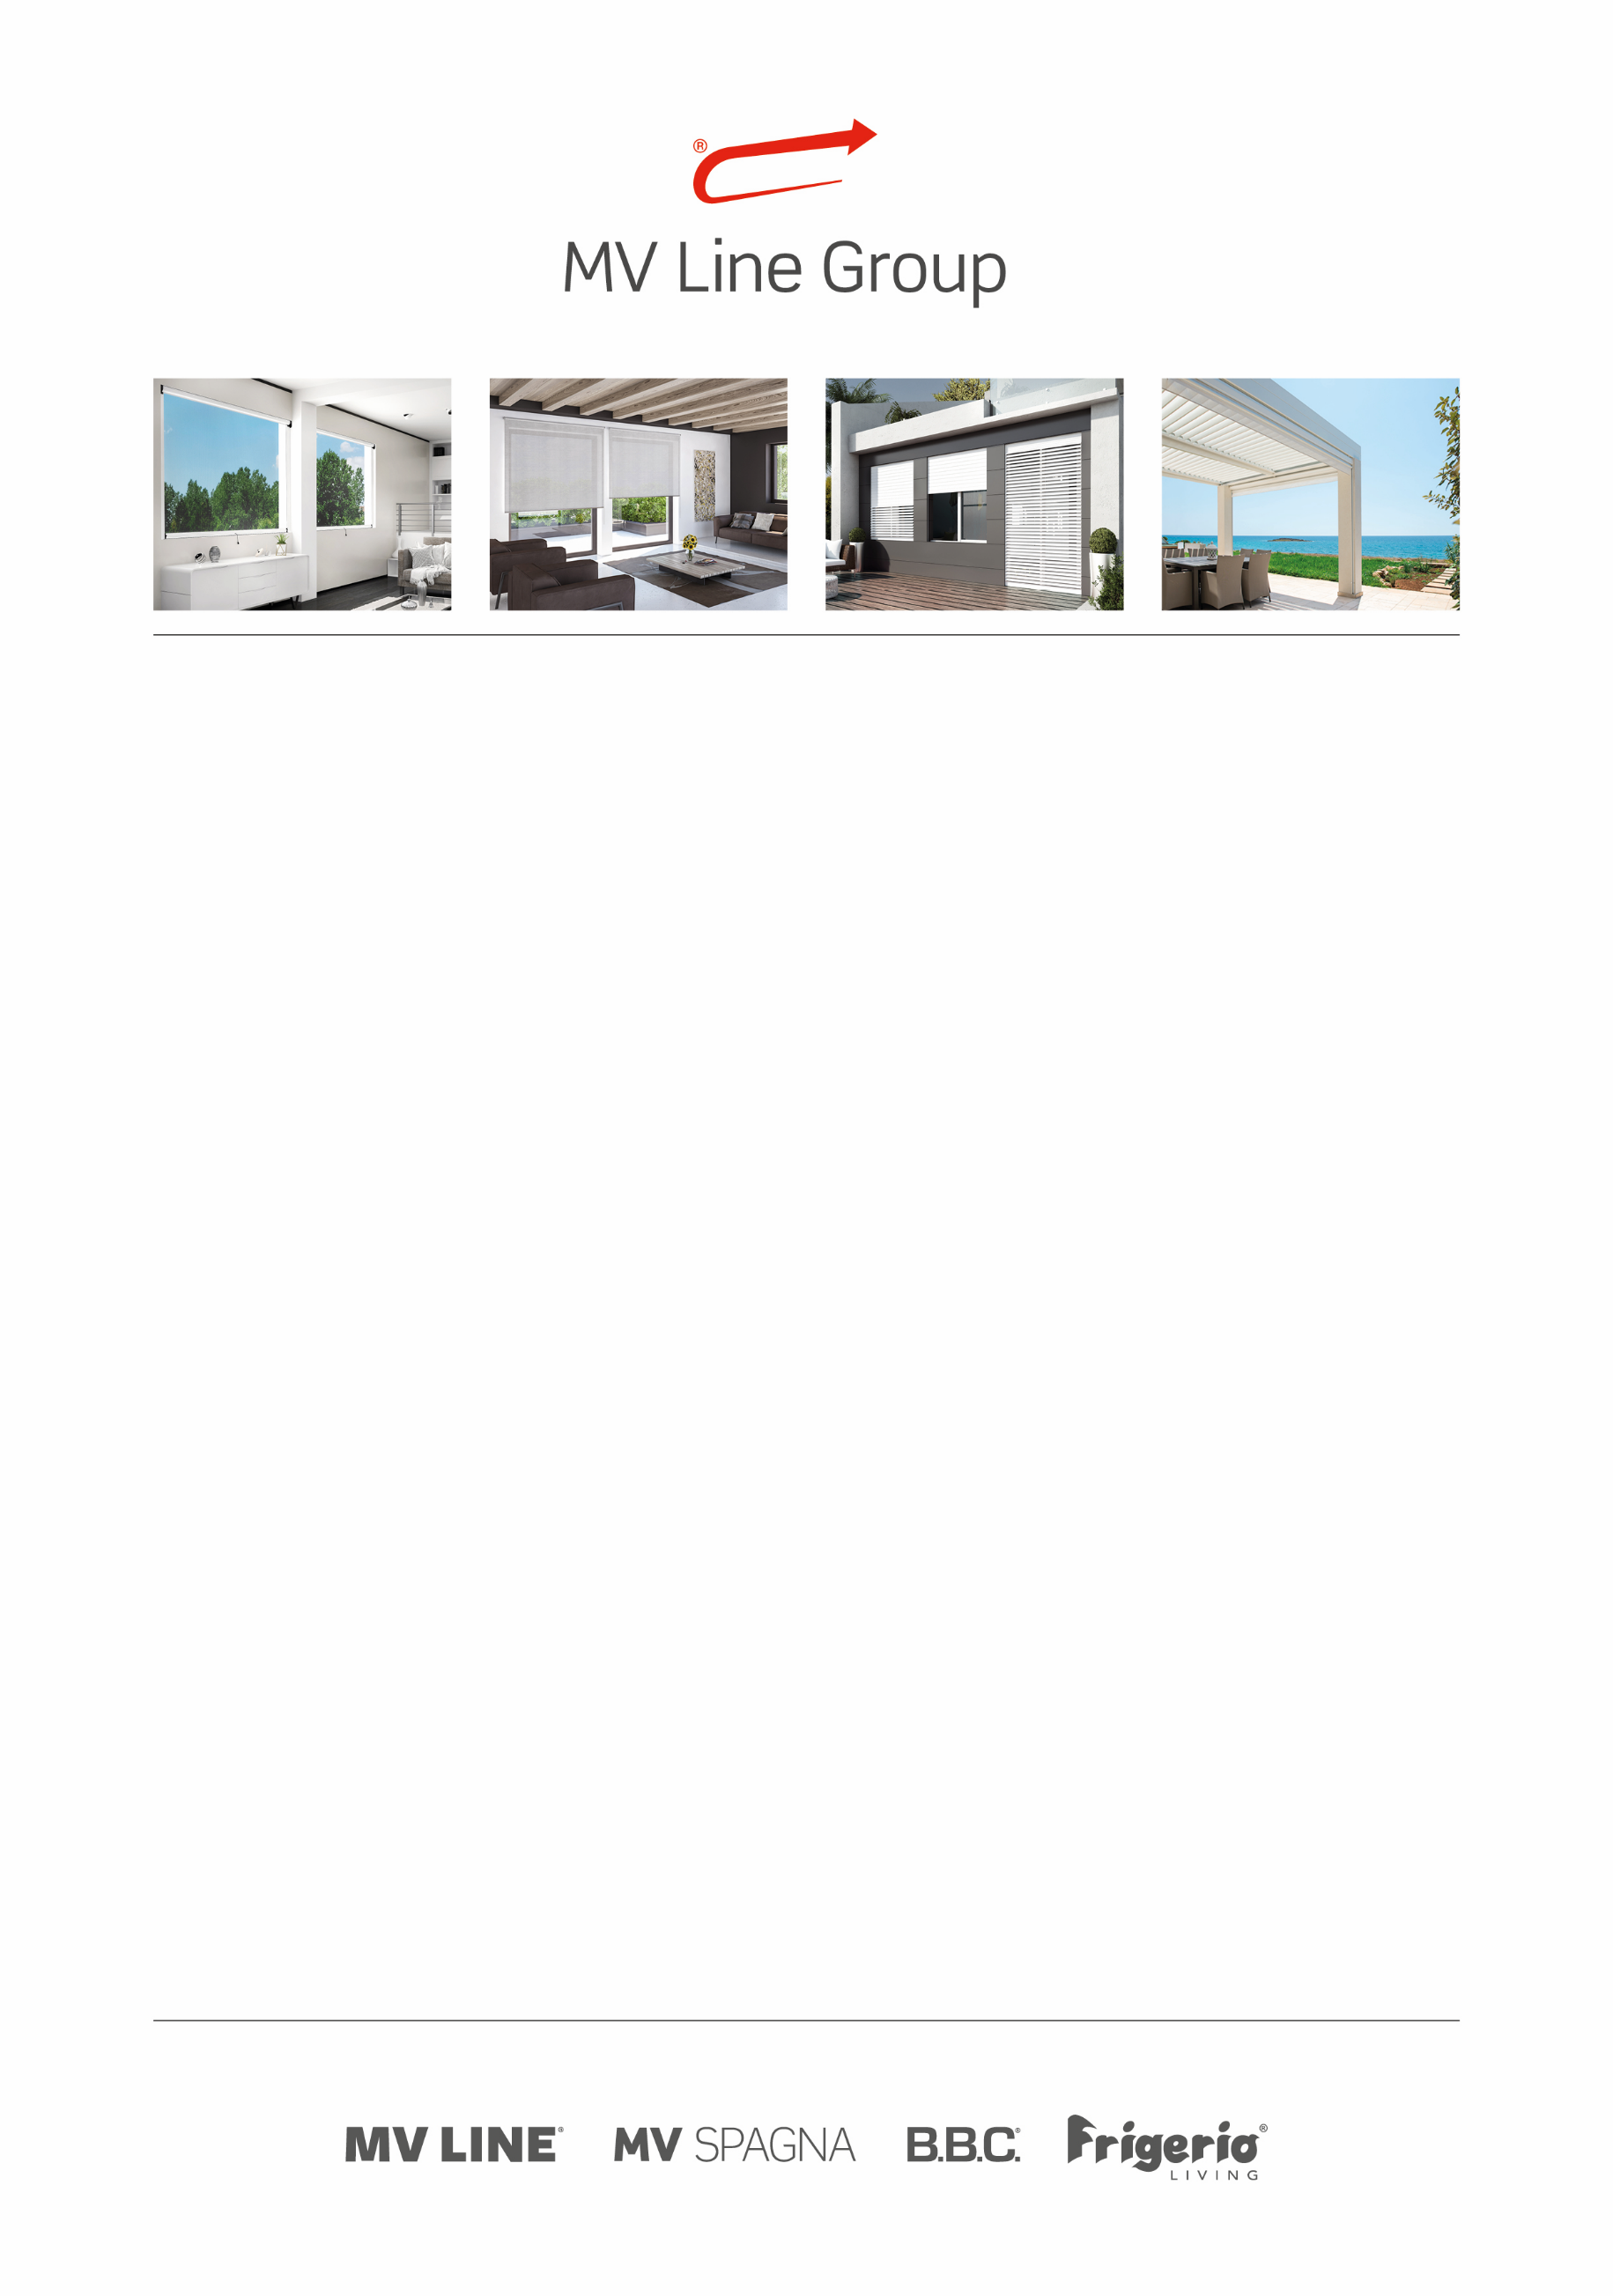 ®
MV Line Group
MV LINE® MV SPAGNA B.B.C.® Frigerio®
LIVING